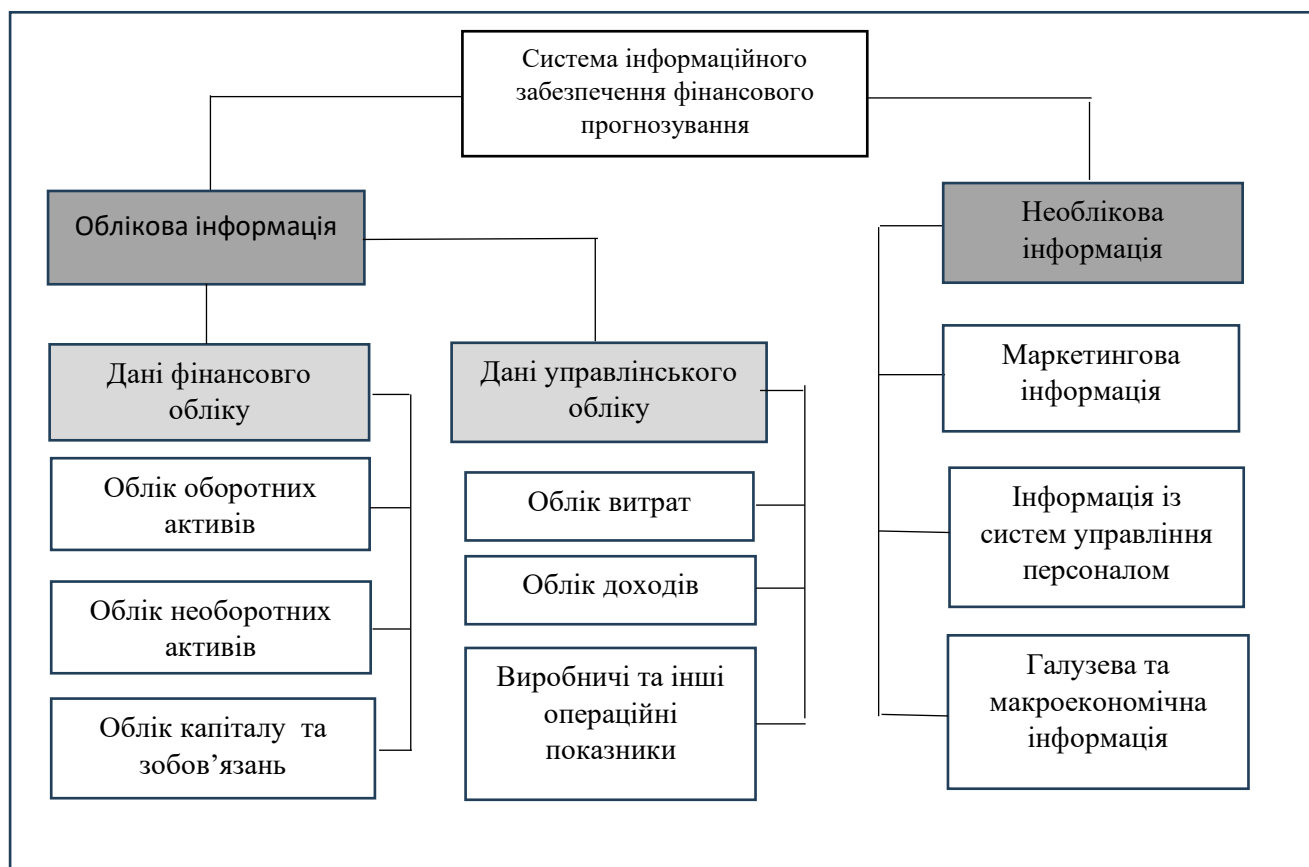 Система інформаційного
забезпечення фінансового
прогнозування
Облікова інформація
Необлікова
інформація
Дані фінансовго
обліку
Дані управлінського
обліку
Маркетингова
інформація
Облік оборотних
активів
Облік витрат
Інформація із
систем управління
персоналом
Облік необоротних
активів
Облік доходів
Облік капіталу та
зобов’язань
Виробничі та інші
операційні
показники
Галузева та
макроекономічна
інформація